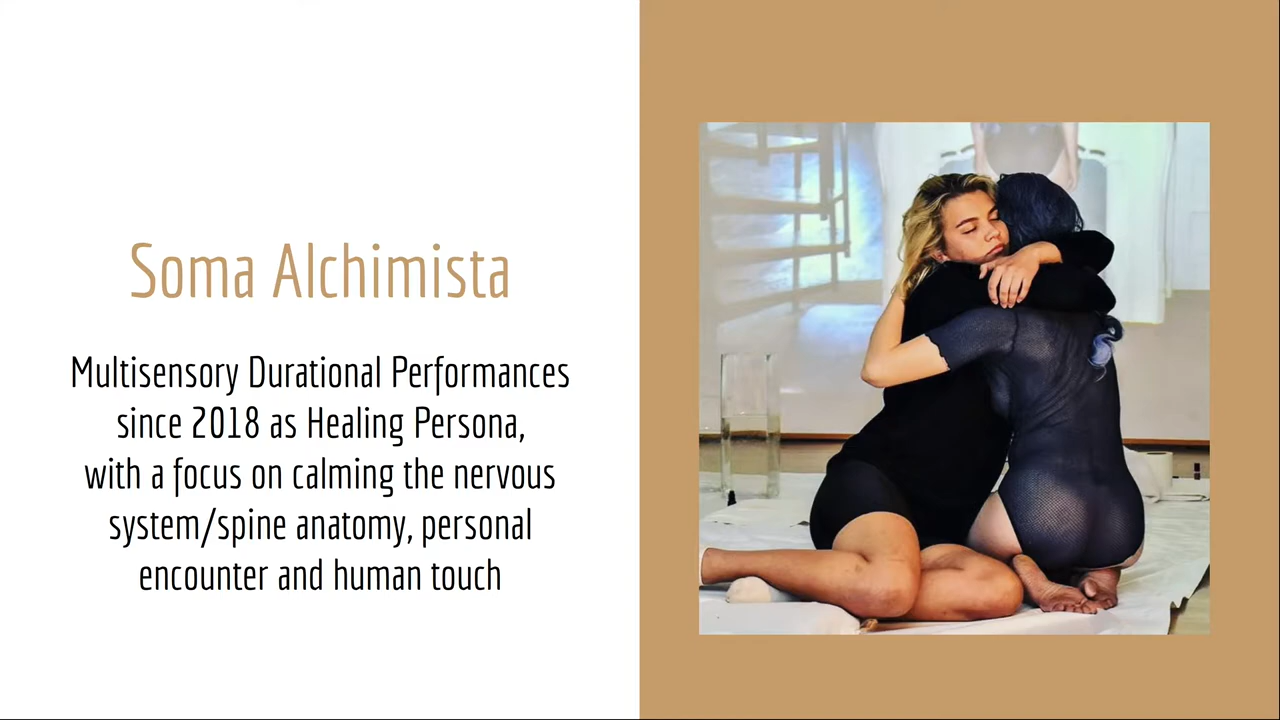 Soma Alchimista
Multisensory Durational Performances
since 2018 as Healing Persona,
with a focus on calming the nervous
system/spine anatomy, personal
encounter and human touch